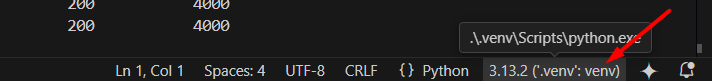 200 4000
200 4000
.\.venv\Scripts\python.exe
Ln 1, Col 1 Spaces: 4 UTF-8 CRLF {} Python 3.13.2 ('.venv': venv)